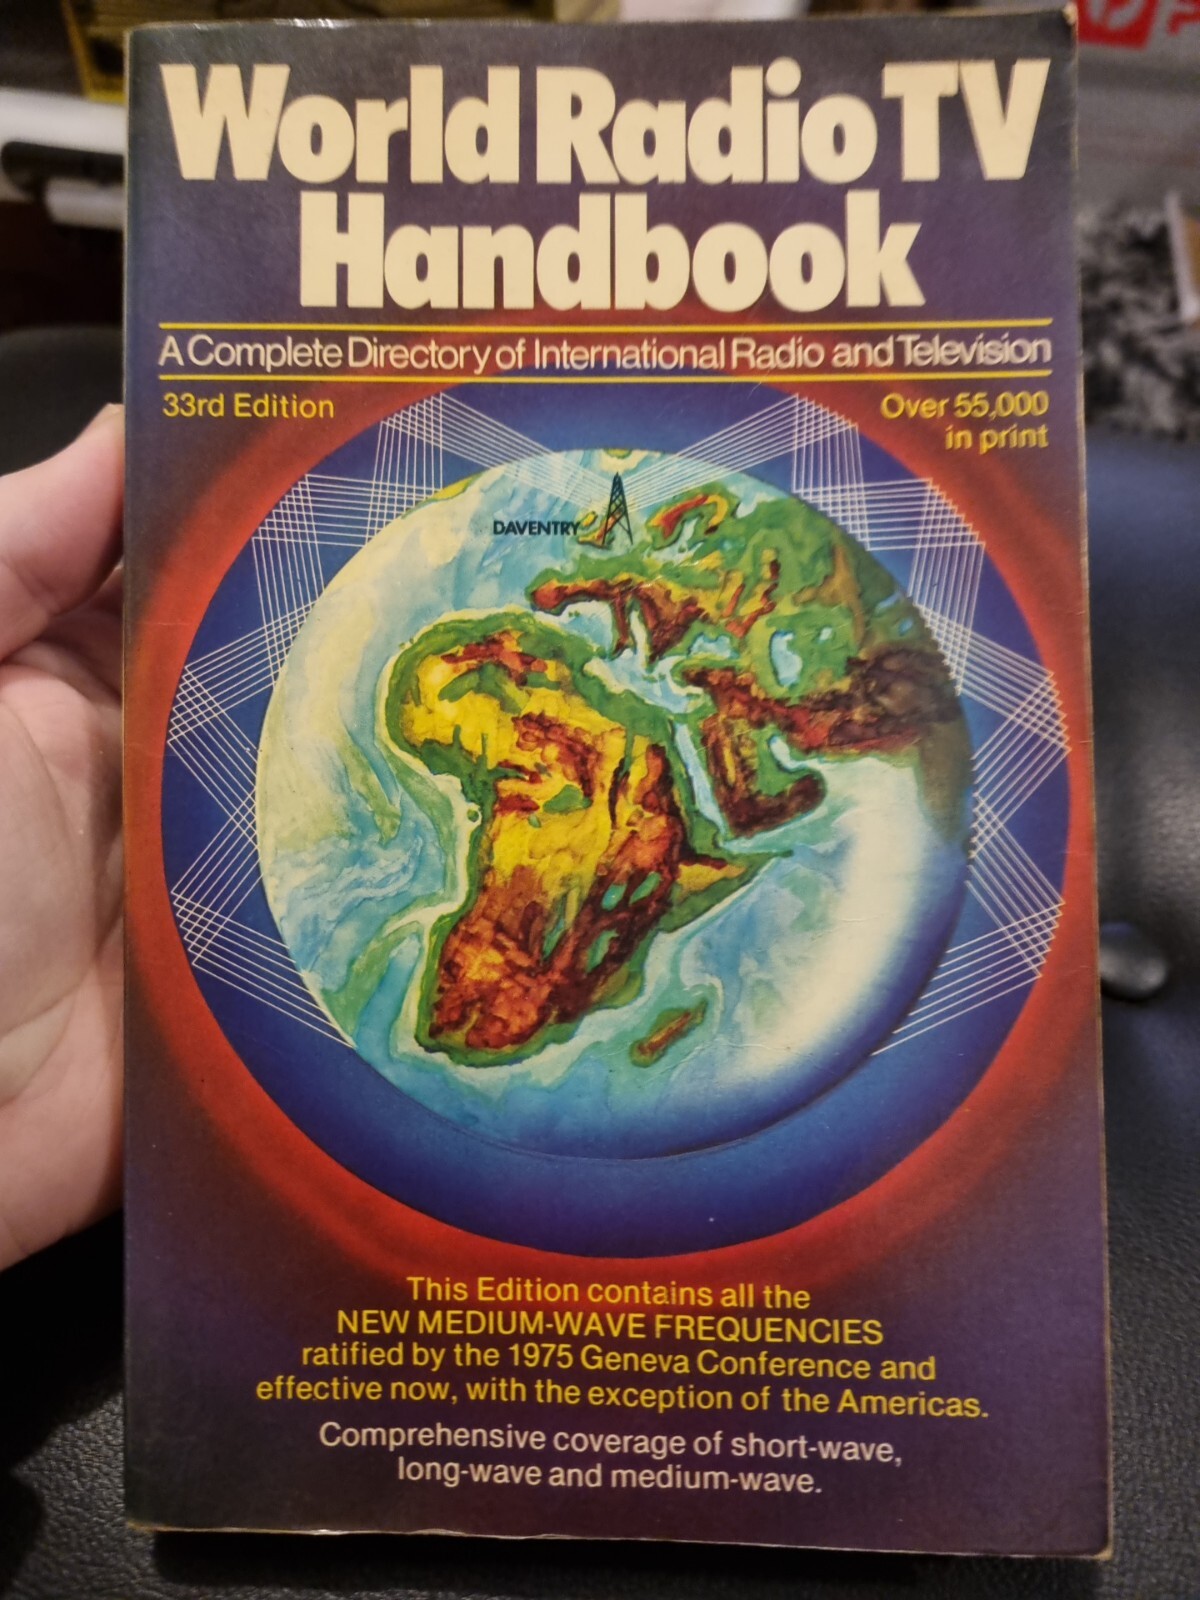 World Radio TV
Handbook
A Complete Directory of International Radio and Television
33rd Edition
Over 55,000
in print
DAVENTRY
This Edition contains all the
NEW MEDIUM-WAVE FREQUENCIES
ratified by the 1975 Geneva Conference and
effective now, with the exception of the Americas.
Comprehensive coverage of short-wave,
long-wave and medium-wave.